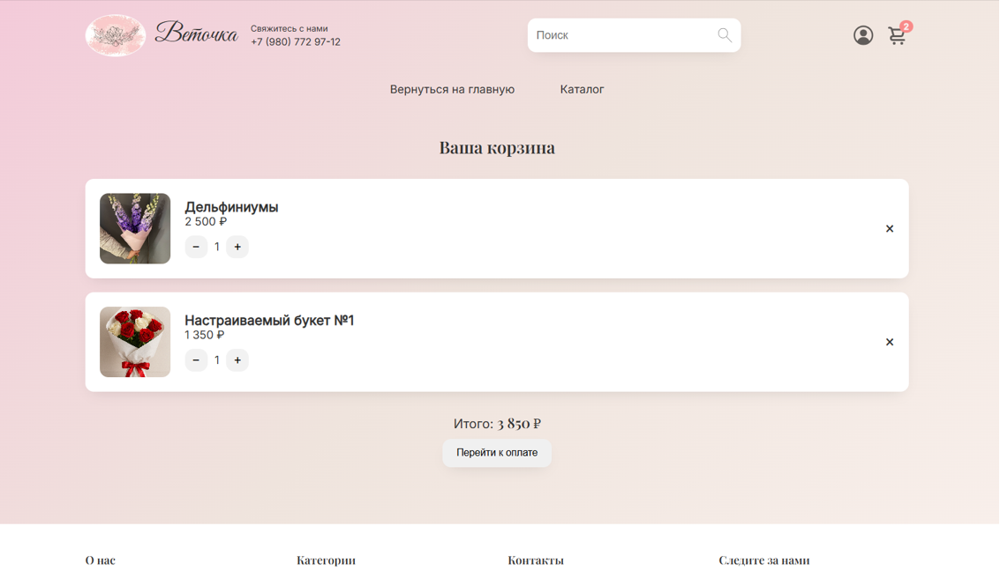 Веточка
Свяжитесь с нами
+7 (980) 772 97-12
Поиск
2
Вернуться на главную
Каталог
Ваша корзина
Дельфиниумы
2 500 ₽
− 1 +
×
Настраиваемый букет №1
1 350 ₽
− 1 +
×
Итого: 3 850 ₽
Перейти к оплате
О нас
Категории
Контакты
Следите за нами